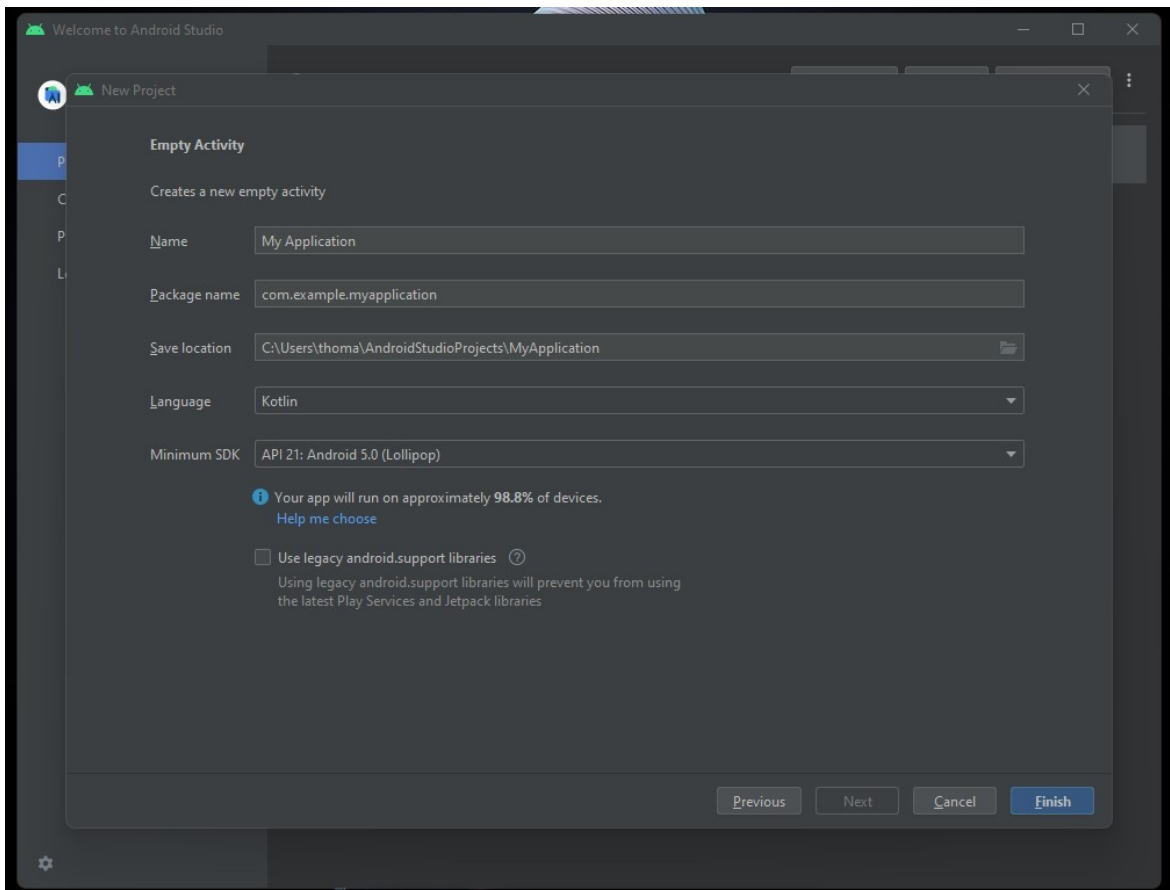 Welcome to Android Studio
New Project
Empty Activity
Creates a new empty activity
Name My Application
Package name com.example.myapplication
Save location C:\Users\thoma\AndroidStudioProjects\MyApplication
Language Kotlin
Minimum SDK API 21: Android 5.0 (Lollipop)
Your app will run on approximately 98.8% of devices.
Help me choose
Use legacy android.support libraries
Using legacy android.support libraries will prevent you from using
the latest Play Services and Jetpack libraries
Previous Next Cancel Finish